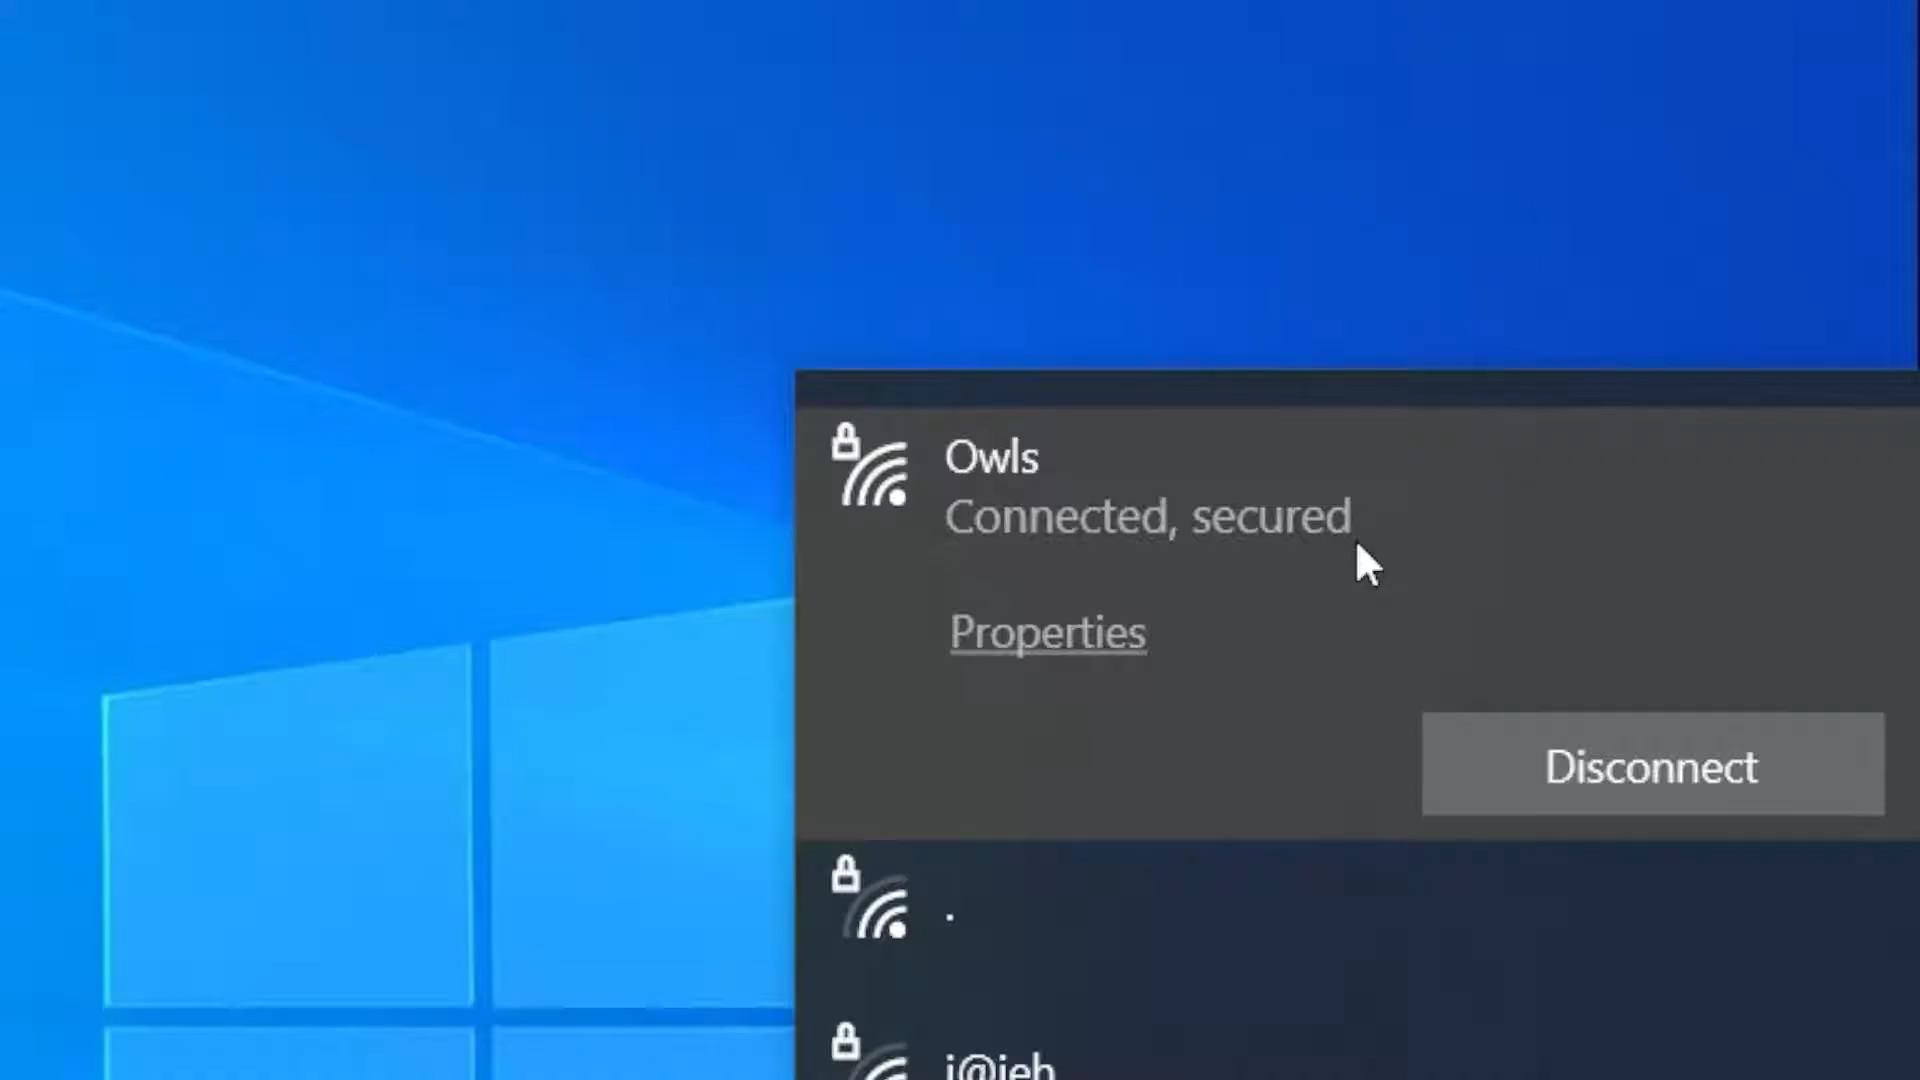 Owls
Connected, secured
Properties
Disconnect
.